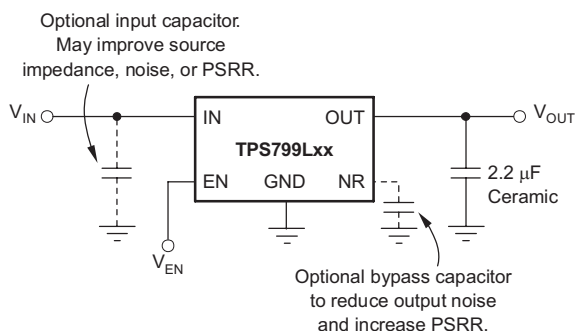 Optional input capacitor.
May improve source
impedance, noise, or PSRR.
V_IN
IN
OUT
V_OUT
TPS799Lxx
EN
GND
NR
2.2 μF
Ceramic
V_EN
Optional bypass capacitor
to reduce output noise
and increase PSRR.